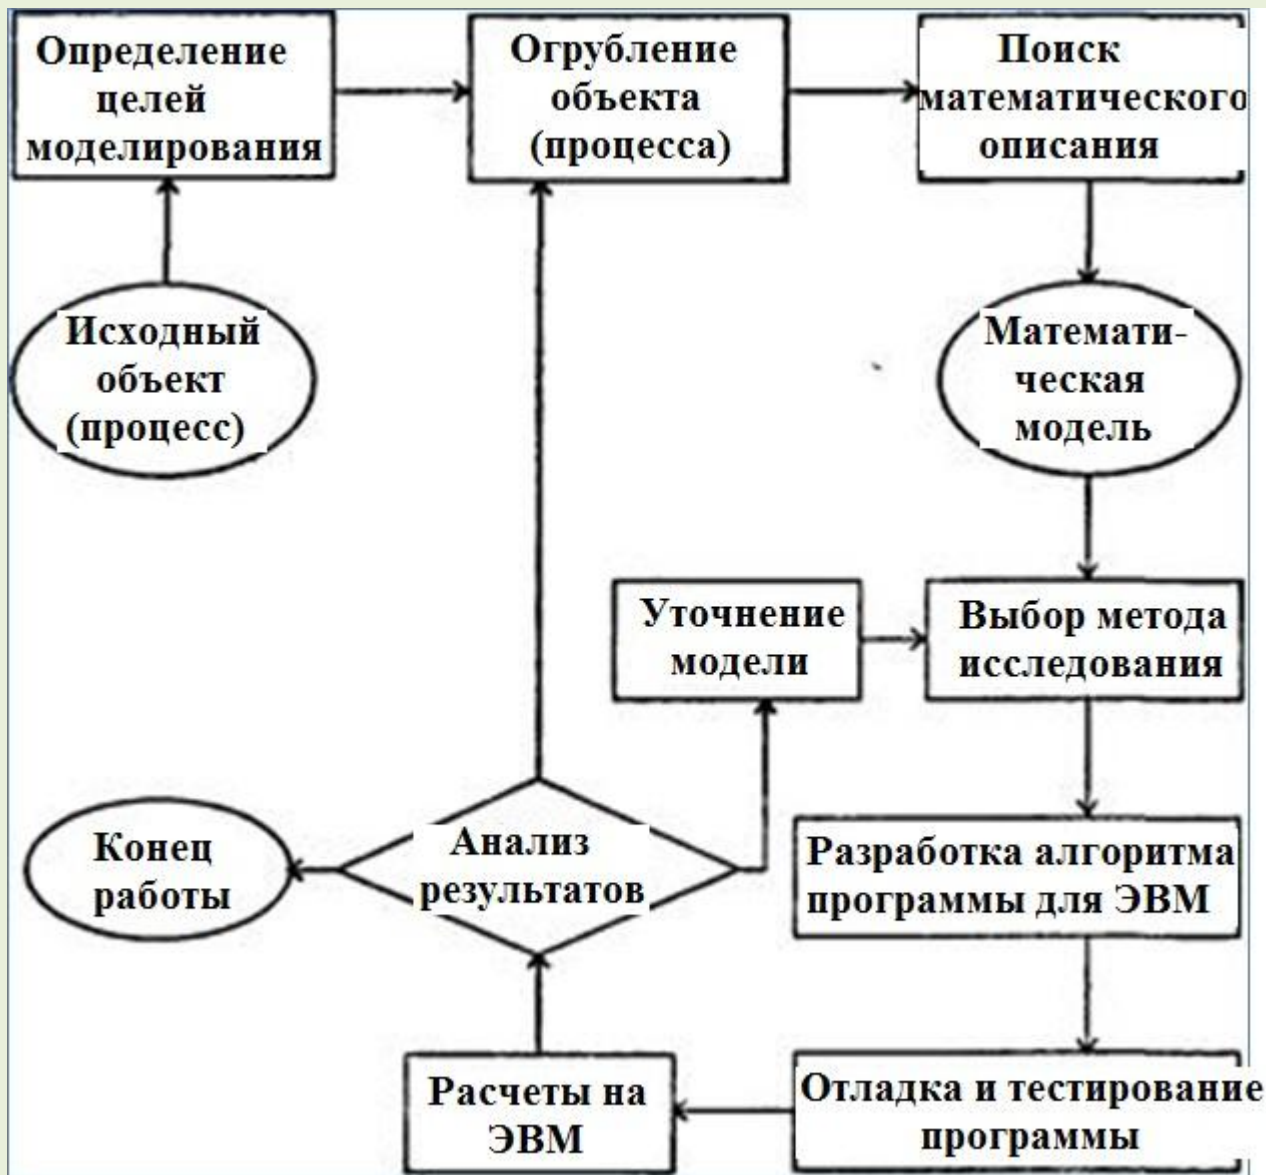 Определение
целей
моделирования
Огрубление
объекта
(процесса)
Поиск
математического
описания
Исходный
объект
(процесс)
Математи-
ческая
модель
Уточнение
модели
Выбор метода
исследования
Конец
работы
Анализ
результатов
Разработка алгоритма
программы для ЭВМ
Расчеты на
ЭВМ
Отладка и тестирование
программы